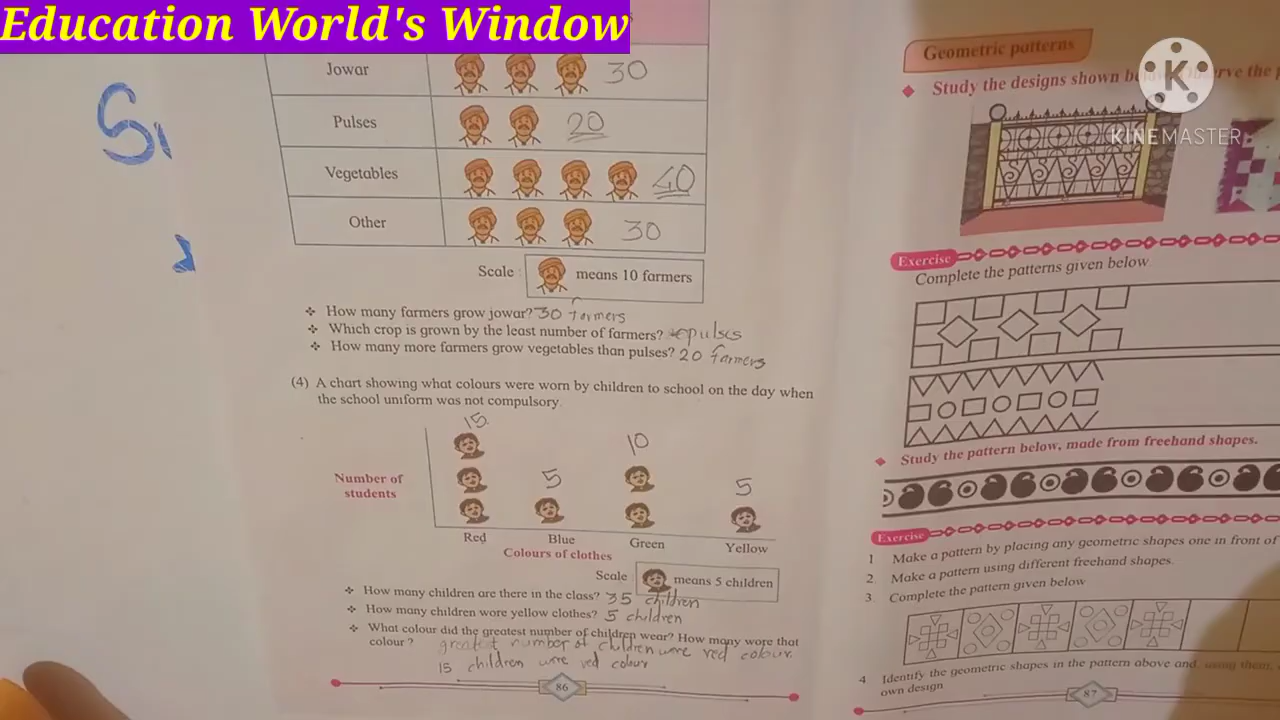 Education World's Window
Jowar 30
Pulses 20
Vegetables 40
Other 30
Scale means 10 farmers
How many farmers grow jowar? 30 farmers
Which crop is grown by the least number of farmers? pulses
How many more farmers grow vegetables than pulses? 20 farmers
(4) A chart showing what colours were worn by children to school on the day when
the school uniform was not compulsory.
15
10
5
5
Number of
students
Red Blue Green Yellow
Colours of clothes
Scale means 5 children
How many children are there in the class? 35 children
How many children wore yellow clothes? 5 children
What colour did the greatest number of children wear? How many wore that
colour? greatest number of children were red colour.
15 children were red colour
86
Geometric patterns
Study the designs shown
KINEMASTER
Exercise
Complete the patterns given below
Study the pattern below, made from freehand shapes.
Exercise
1 Make a pattern by placing any geometric shapes one in front of
2. Make a pattern using different freehand shapes.
3. Complete the pattern given below
4 Identify the geometric shapes in the pattern above and using them,
own design
87